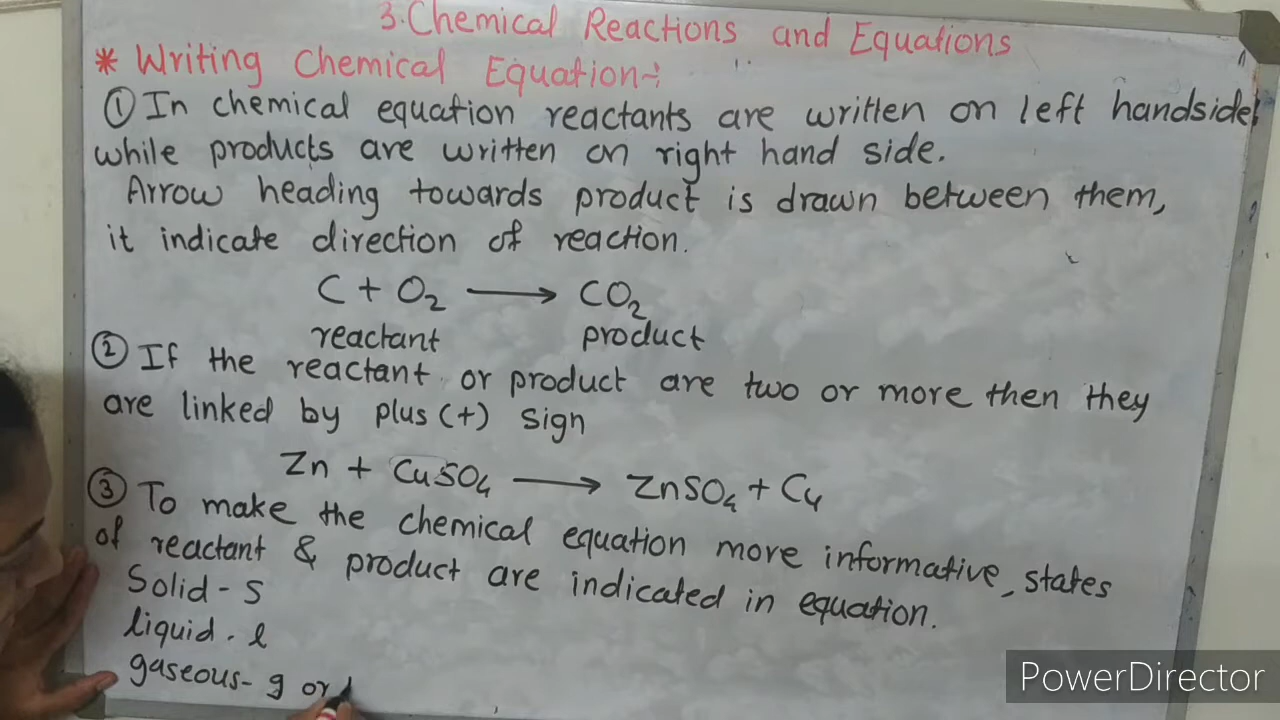 3. Chemical Reactions and Equations
* Writing Chemical Equation-:
① In chemical equation reactants are written on left handside,
while products are written on right hand side.
Arrow heading towards product is drawn between them,
it indicate direction of reaction.
C + O₂ ⟶ CO₂
reactant product
② If the reactant or product are two or more then they
are linked by plus (+) sign
Zn + CuSO₄ ⟶ ZnSO₄ + Cu
③ To make the chemical equation more informative, states
of reactant & product are indicated in equation.
Solid - S
liquid - l
gaseous - g or
PowerDirector